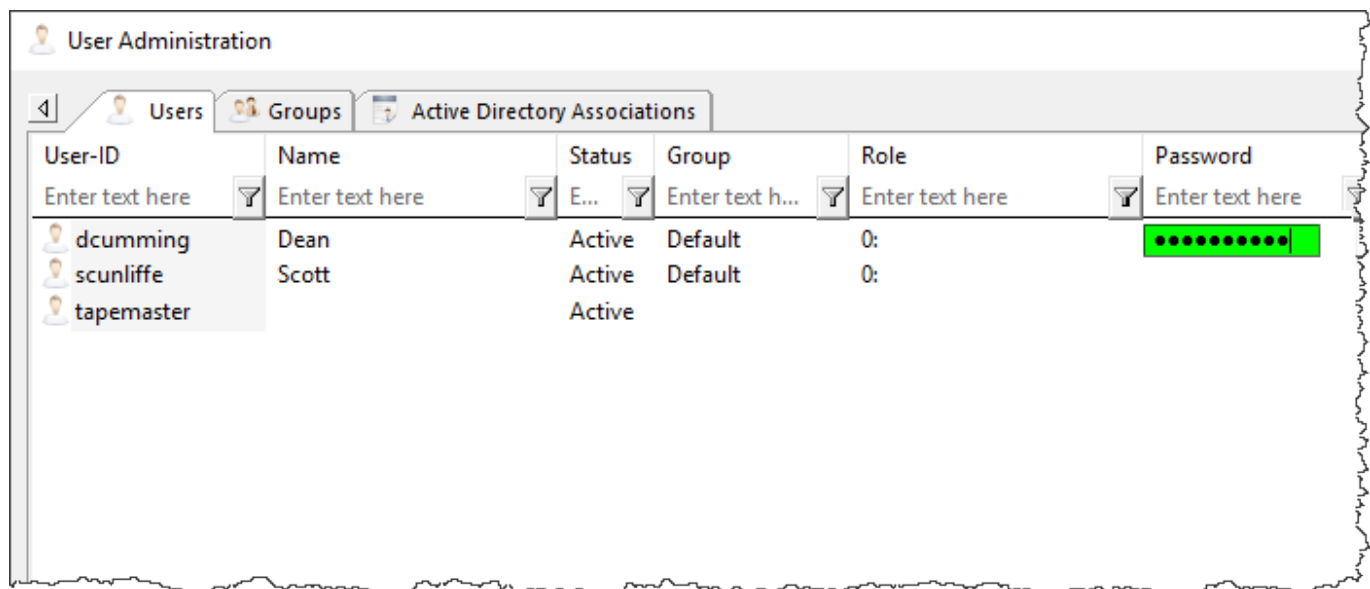 User Administration
Users Groups Active Directory Associations
User-ID Name Status Group Role Password
Enter text here Enter text here E... Enter text h... Enter text here Enter text here
dcumming Dean Active Default 0: ●●●●●●●●●●
scunliffe Scott Active Default 0:
tapemaster Active